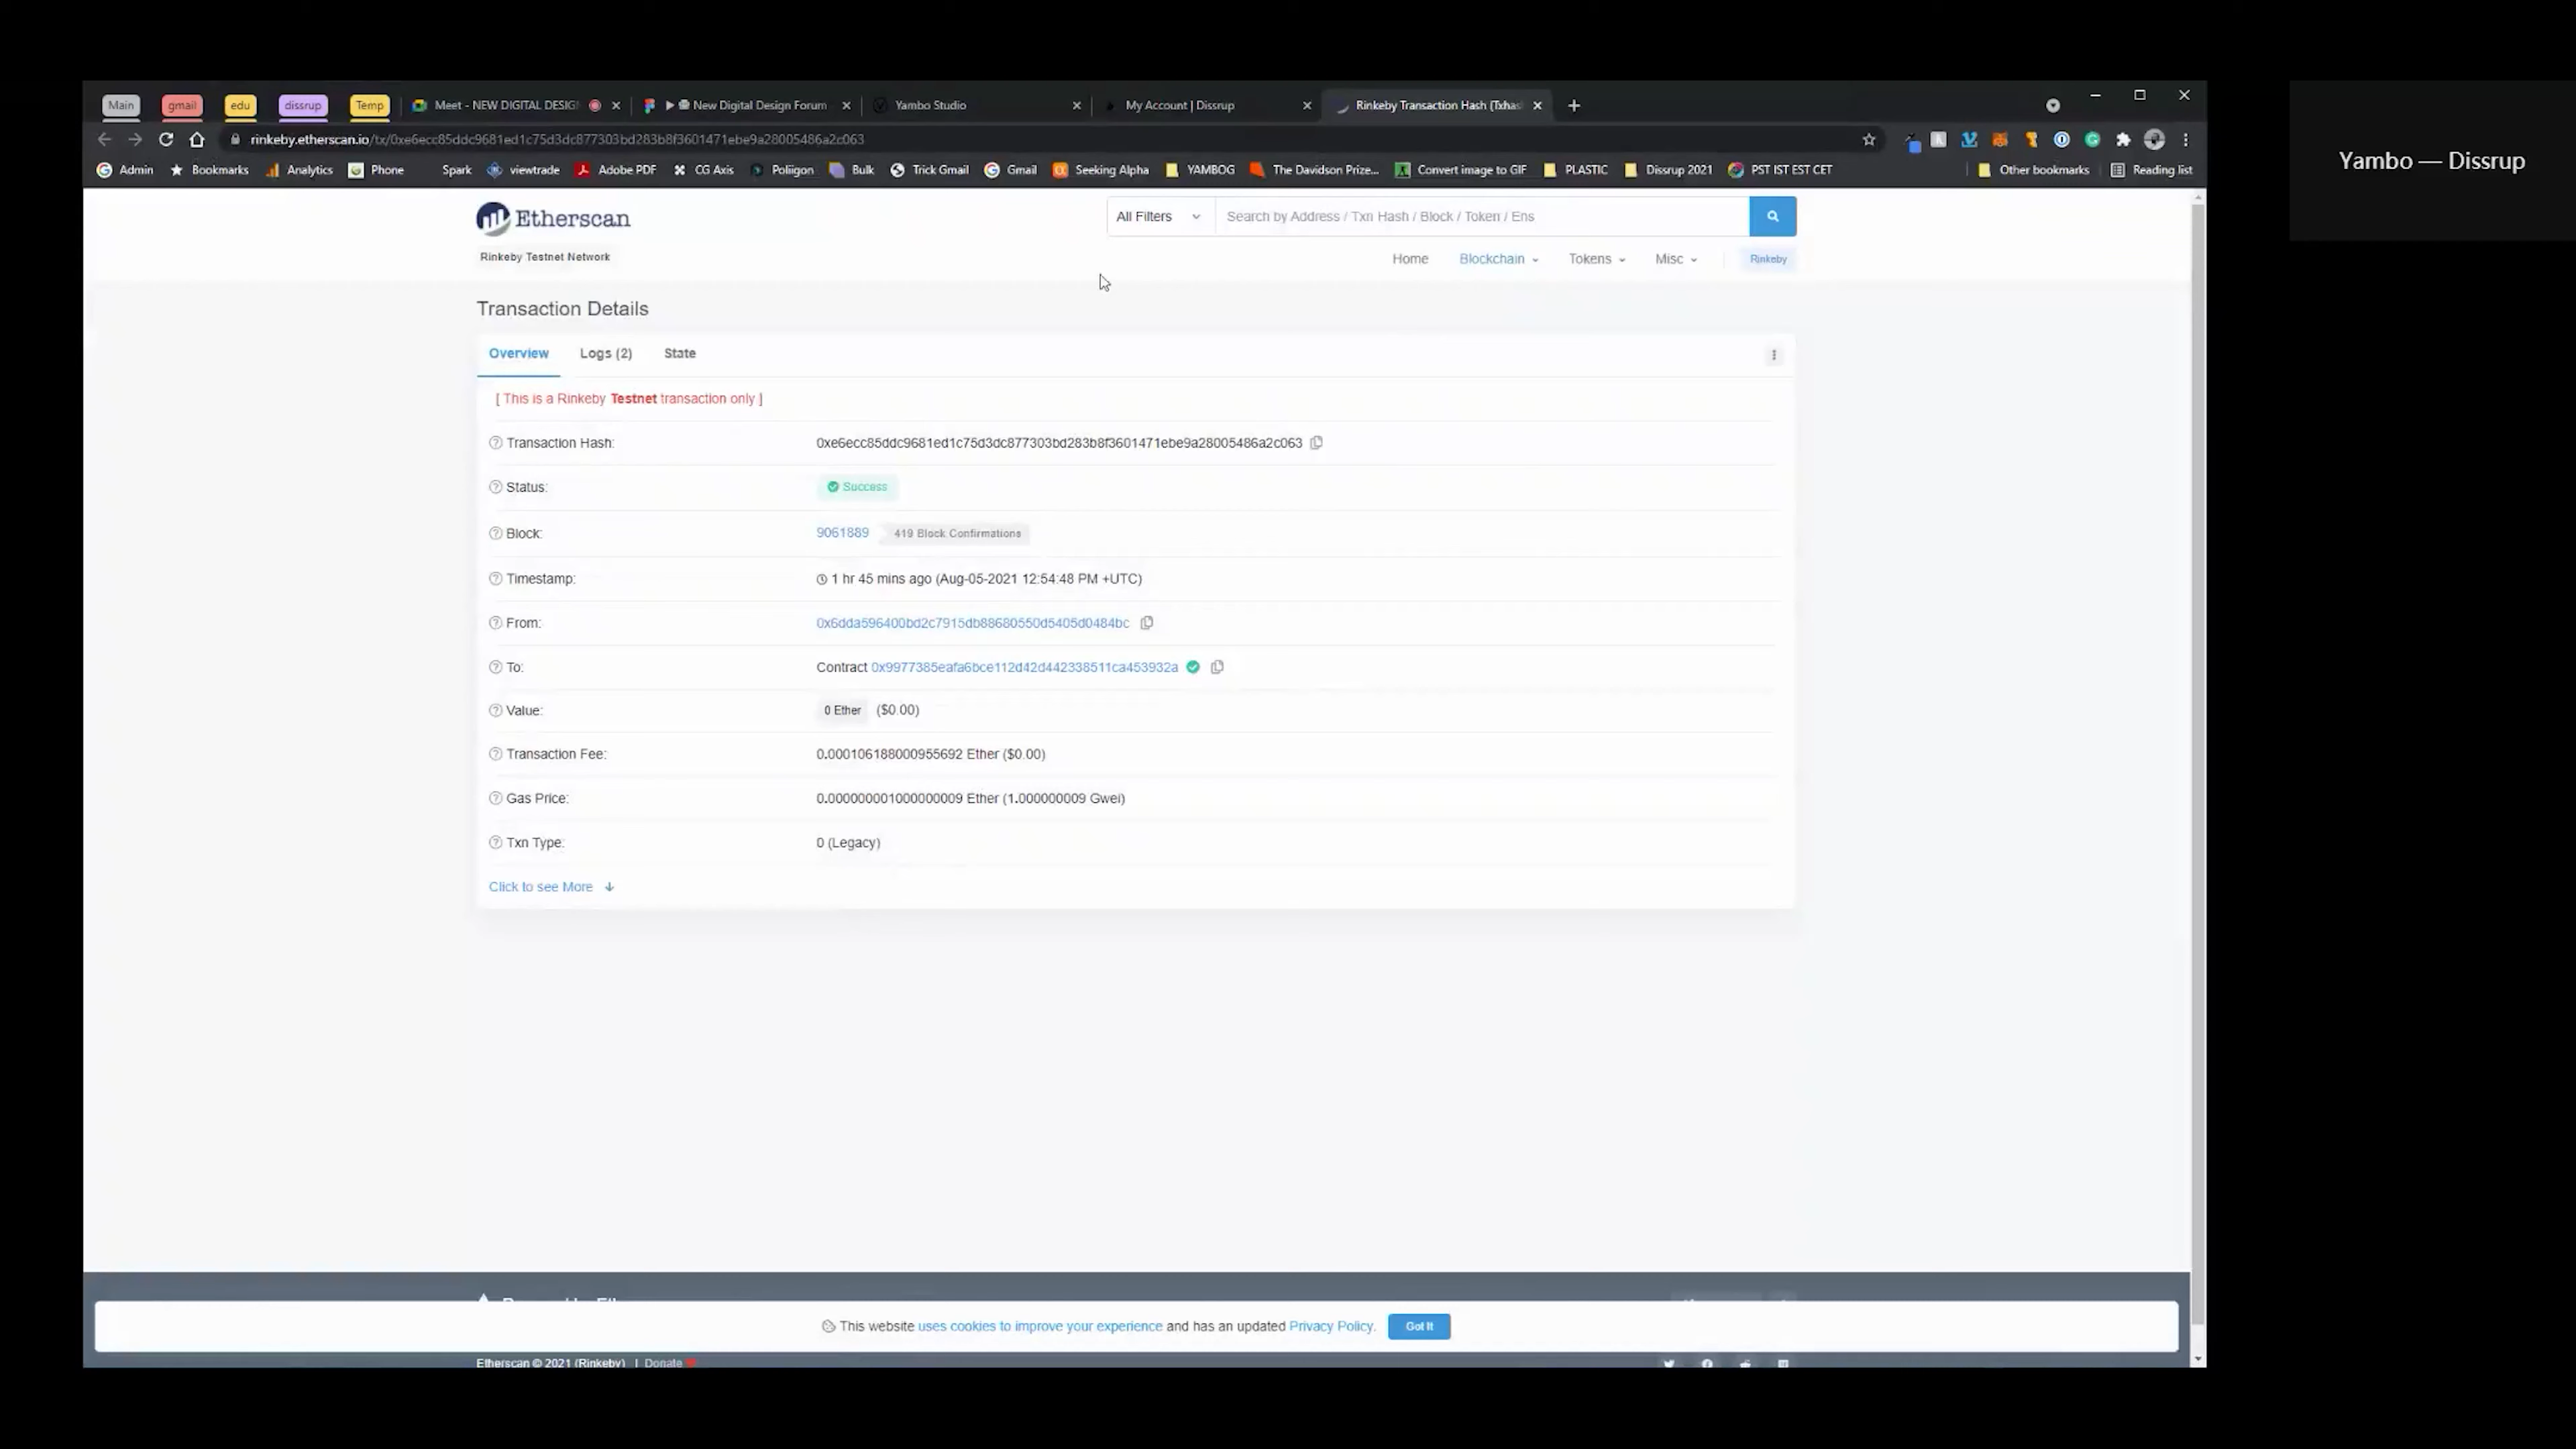 Main gmail edu dissrup Temp Meet - NEW DIGITAL DESIGN New Digital Design Forum Yambo Studio My Account | Dissrup Rinkeby Transaction Hash (Txhas
rinkeby.etherscan.io/tx/0xe6ecc85ddc9681ed1c75d3dc877303bd283b8f3601471ebe9a28005486a2c063
Admin Bookmarks Analytics Phone Spark viewtrade Adobe PDF CG Axis Poliigon Bulk Trick Gmail Gmail Seeking Alpha YAMBOG The Davidson Prize... Convert image to GIF PLASTIC Dissrup 2021 PST IST EST CET Other bookmarks Reading list
Yambo — Dissrup
Etherscan
All Filters Search by Address / Txn Hash / Block / Token / Ens
Rinkeby Testnet Network
Home Blockchain Tokens Misc Rinkeby
Transaction Details
Overview Logs (2) State
[ This is a Rinkeby Testnet transaction only ]
Transaction Hash: 0xe6ecc85ddc9681ed1c75d3dc877303bd283b8f3601471ebe9a28005486a2c063
Status: Success
Block: 9061889 419 Block Confirmations
Timestamp: 1 hr 45 mins ago (Aug-05-2021 12:54:48 PM +UTC)
From: 0x6dda596400bd2c7915db88680550d5405d0484bc
To: Contract 0x9977385eafa6bce112d42d442338511ca453932a
Value: 0 Ether ($0.00)
Transaction Fee: 0.000106188000955692 Ether ($0.00)
Gas Price: 0.000000001000000009 Ether (1.000000009 Gwei)
Txn Type: 0 (Legacy)
Click to see More
This website uses cookies to improve your experience and has an updated Privacy Policy. Got It
Etherscan © 2021 (Rinkeby) | Donate